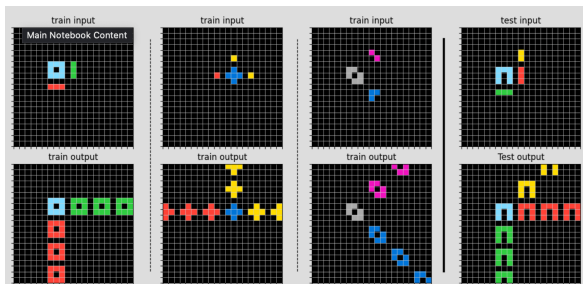 train input
train input
train input
test input
Main Notebook Content
train output
train output
train output
Test output